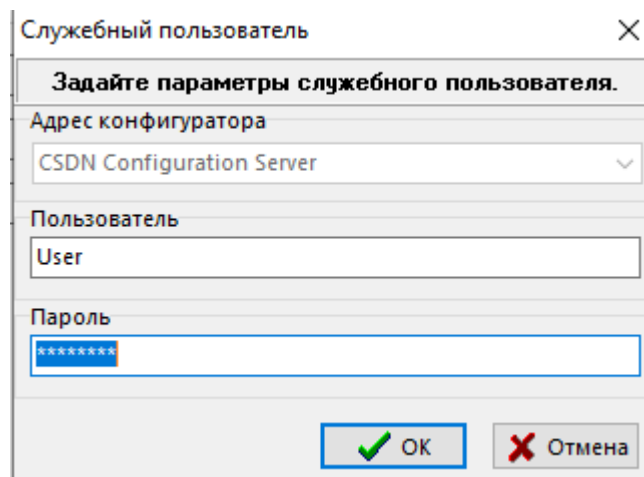 Служебный пользователь
Задайте параметры служебного пользователя.
Адрес конфигуратора
CSDN Configuration Server
Пользователь
User
Пароль
********
OK
Отмена